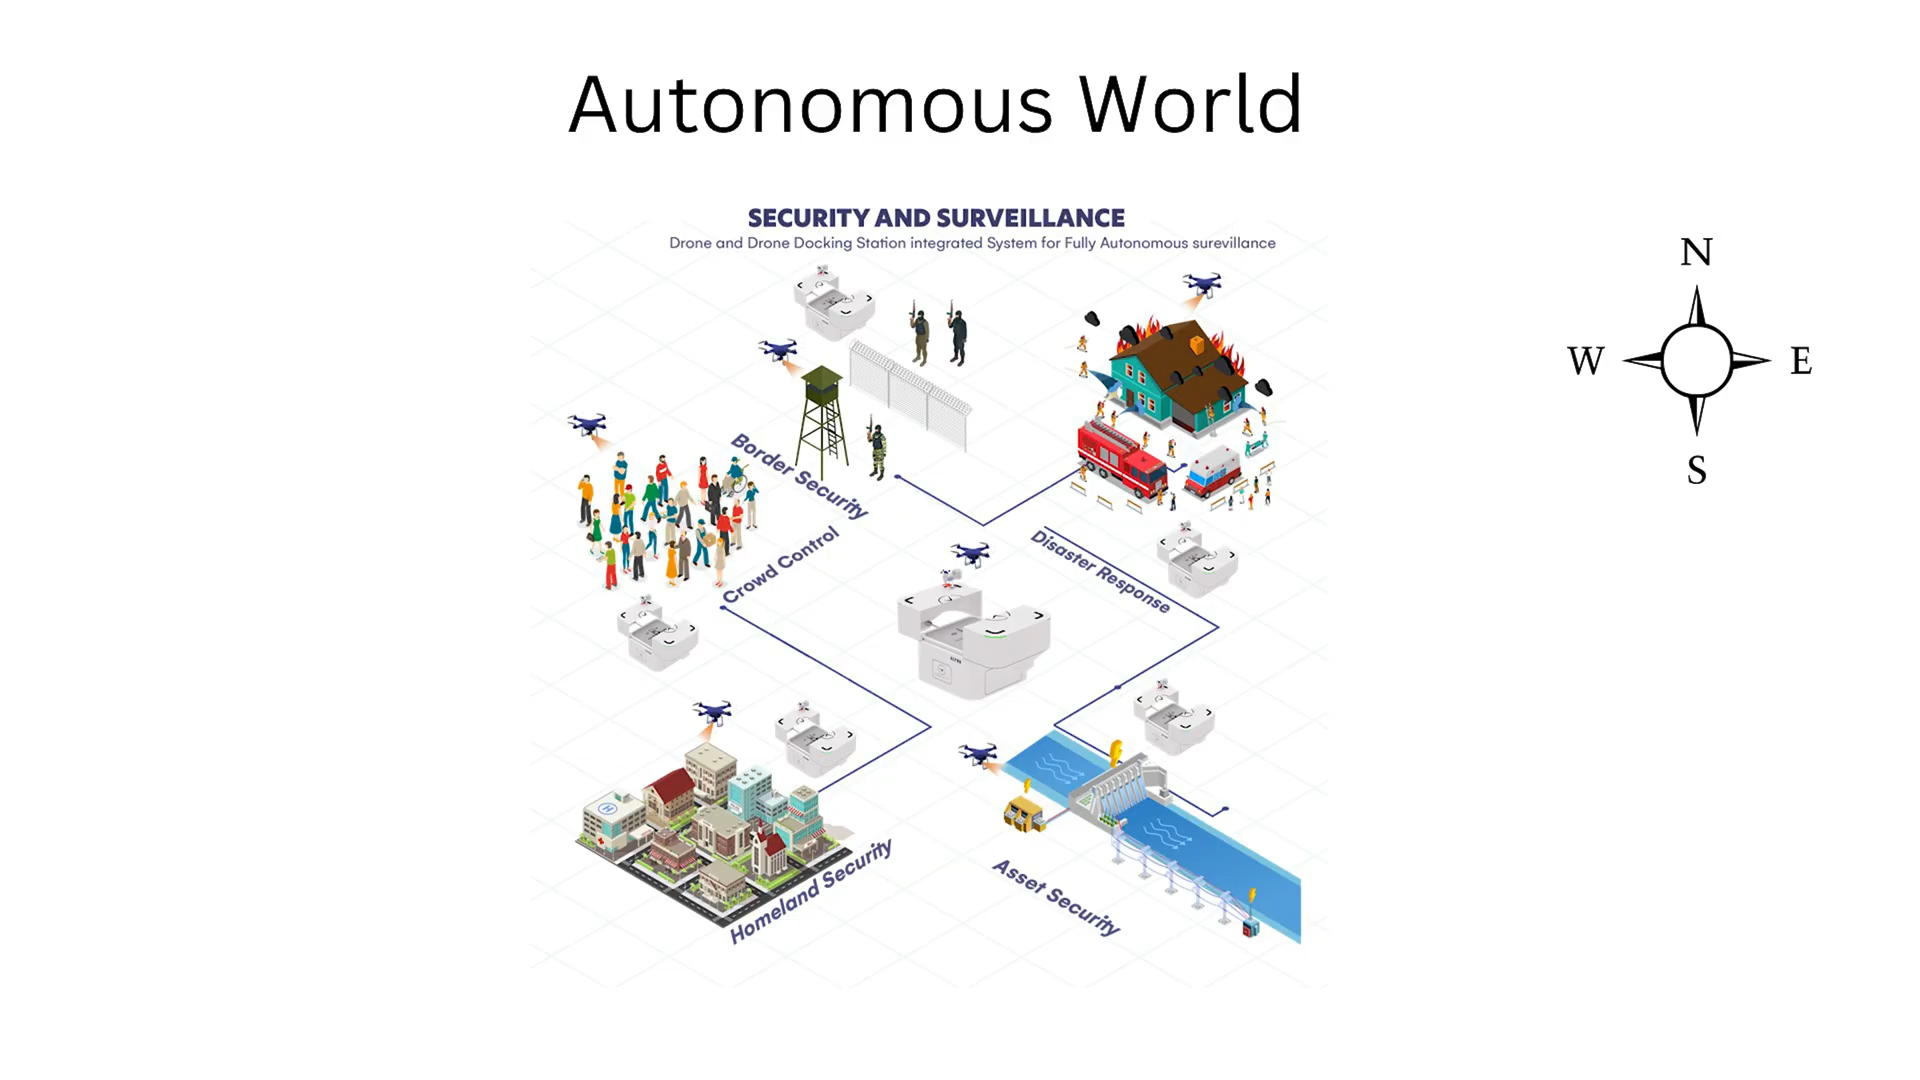 Autonomous World
SECURITY AND SURVEILLANCE
Drone and Drone Docking Station integrated System for Fully Autonomous surevillance
N
W
E
S
Border Security
Crowd Control
Disaster Response
Homeland Security
Asset Security
H